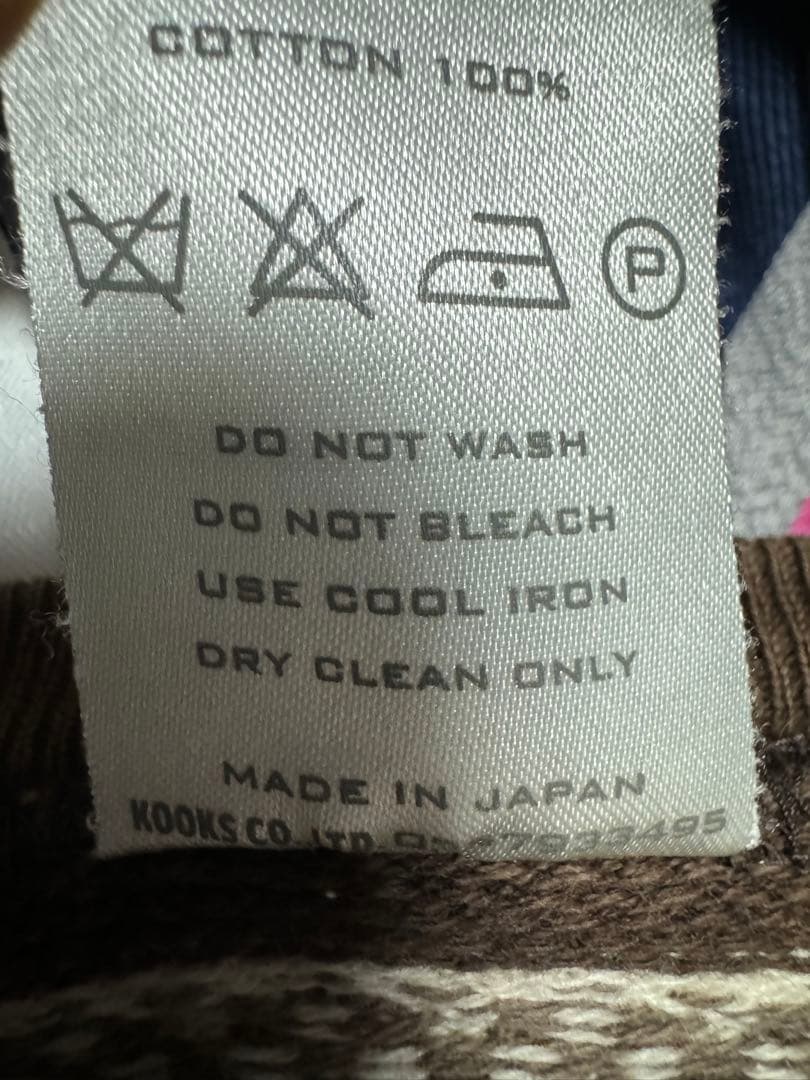 COTTON 100%
P
DO NOT WASH
DO NOT BLEACH
USE COOL IRON
DRY CLEAN ONLY
MADE IN JAPAN
KOOKS CO. LTD.